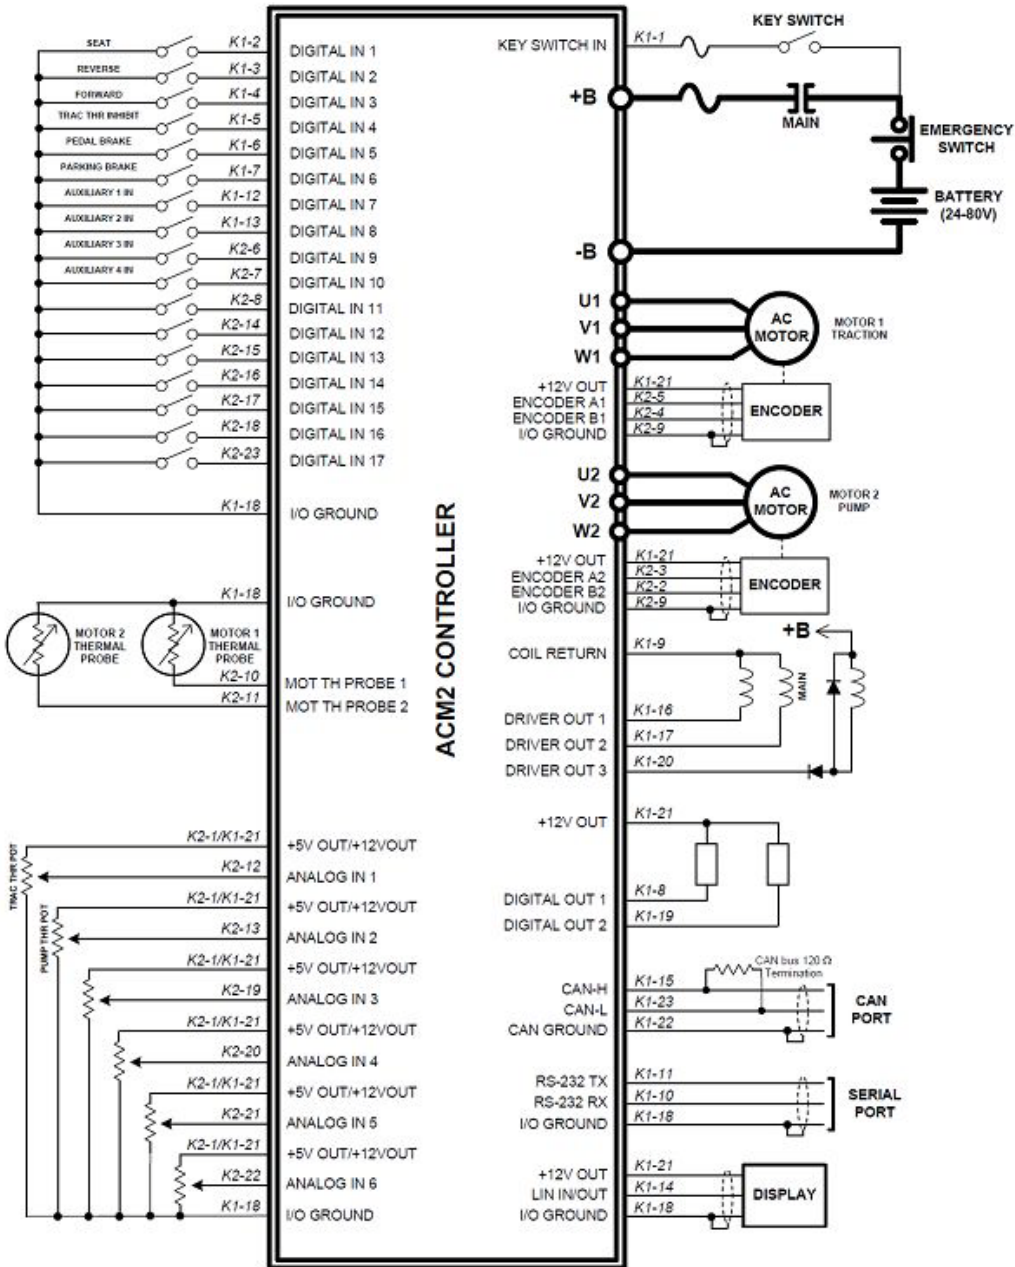 SEAT K1-2 DIGITAL IN 1
REVERSE K1-3 DIGITAL IN 2
FORWARD K1-4 DIGITAL IN 3
TRAC THR INHIBIT K1-5 DIGITAL IN 4
PEDAL BRAKE K1-6 DIGITAL IN 5
PARKING BRAKE K1-7 DIGITAL IN 6
AUXILIARY 1 IN K1-12 DIGITAL IN 7
AUXILIARY 2 IN K1-13 DIGITAL IN 8
AUXILIARY 3 IN K2-6 DIGITAL IN 9
AUXILIARY 4 IN K2-7 DIGITAL IN 10
K2-8 DIGITAL IN 11
K2-14 DIGITAL IN 12
K2-15 DIGITAL IN 13
K2-16 DIGITAL IN 14
K2-17 DIGITAL IN 15
K2-18 DIGITAL IN 16
K2-23 DIGITAL IN 17
K1-18 I/O GROUND
K1-18 I/O GROUND
MOTOR 2
THERMAL
PROBE
MOTOR 1
THERMAL
PROBE
K2-10 MOT TH PROBE 1
K2-11 MOT TH PROBE 2
TRAC THR POT
PUMP THR POT
K2-1/K1-21 +5V OUT/+12VOUT
K2-12 ANALOG IN 1
K2-1/K1-21 +5V OUT/+12VOUT
K2-13 ANALOG IN 2
K2-1/K1-21 +5V OUT/+12VOUT
K2-19 ANALOG IN 3
K2-1/K1-21 +5V OUT/+12VOUT
K2-20 ANALOG IN 4
K2-1/K1-21 +5V OUT/+12VOUT
K2-21 ANALOG IN 5
K2-1/K1-21 +5V OUT/+12VOUT
K2-22 ANALOG IN 6
K1-18 I/O GROUND
ACM2 CONTROLLER
KEY SWITCH
KEY SWITCH IN K1-1
+B
MAIN
EMERGENCY
SWITCH
BATTERY
(24-80V)
-B
U1
V1
W1
AC
MOTOR
MOTOR 1
TRACTION
+12V OUT K1-21
ENCODER A1 K2-5
ENCODER B1 K2-4
I/O GROUND K2-9
ENCODER
U2
V2
W2
AC
MOTOR
MOTOR 2
PUMP
+12V OUT K1-21
ENCODER A2 K2-3
ENCODER B2 K2-2
I/O GROUND K2-9
ENCODER
+B
COIL RETURN K1-9
MAIN
DRIVER OUT 1 K1-16
DRIVER OUT 2 K1-17
DRIVER OUT 3 K1-20
+12V OUT K1-21
DIGITAL OUT 1 K1-8
DIGITAL OUT 2 K1-19
CAN bus 120 Ω
Termination
CAN-H K1-15
CAN-L K1-23
CAN GROUND K1-22
CAN
PORT
RS-232 TX K1-11
RS-232 RX K1-10
I/O GROUND K1-18
SERIAL
PORT
+12V OUT K1-21
LIN IN/OUT K1-14
I/O GROUND K1-18
DISPLAY